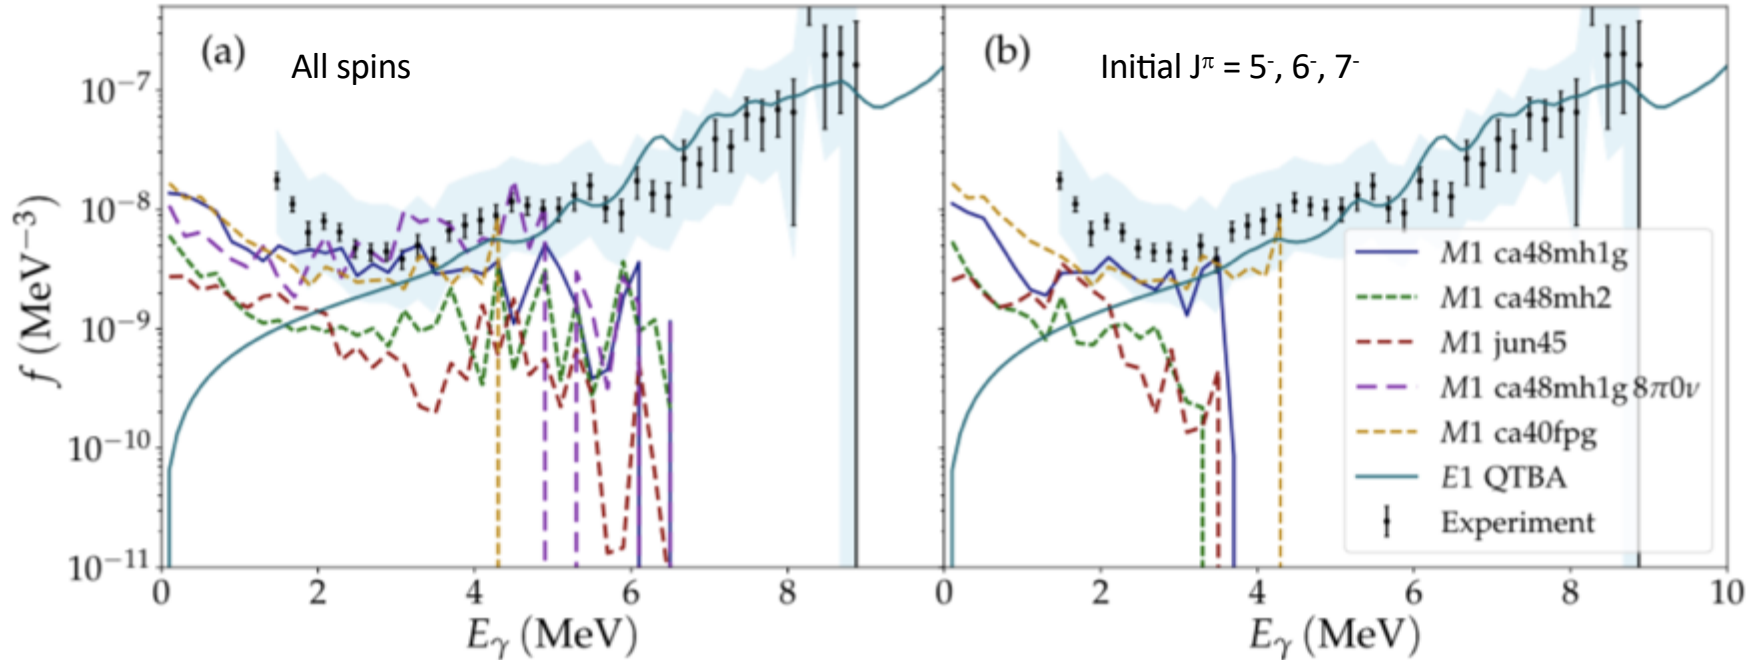 (a) All spins
(b) Initial Jπ = 5-, 6-, 7-
f (MeV−3)
10−7
10−8
10−9
10−10
10−11
M1 ca48mh1g
M1 ca48mh2
M1 jun45
M1 ca48mh1g 8π0ν
M1 ca40fpg
E1 QTBA
Experiment
0 2 4 6 8 0 2 4 6 8 10
Eγ (MeV) Eγ (MeV)